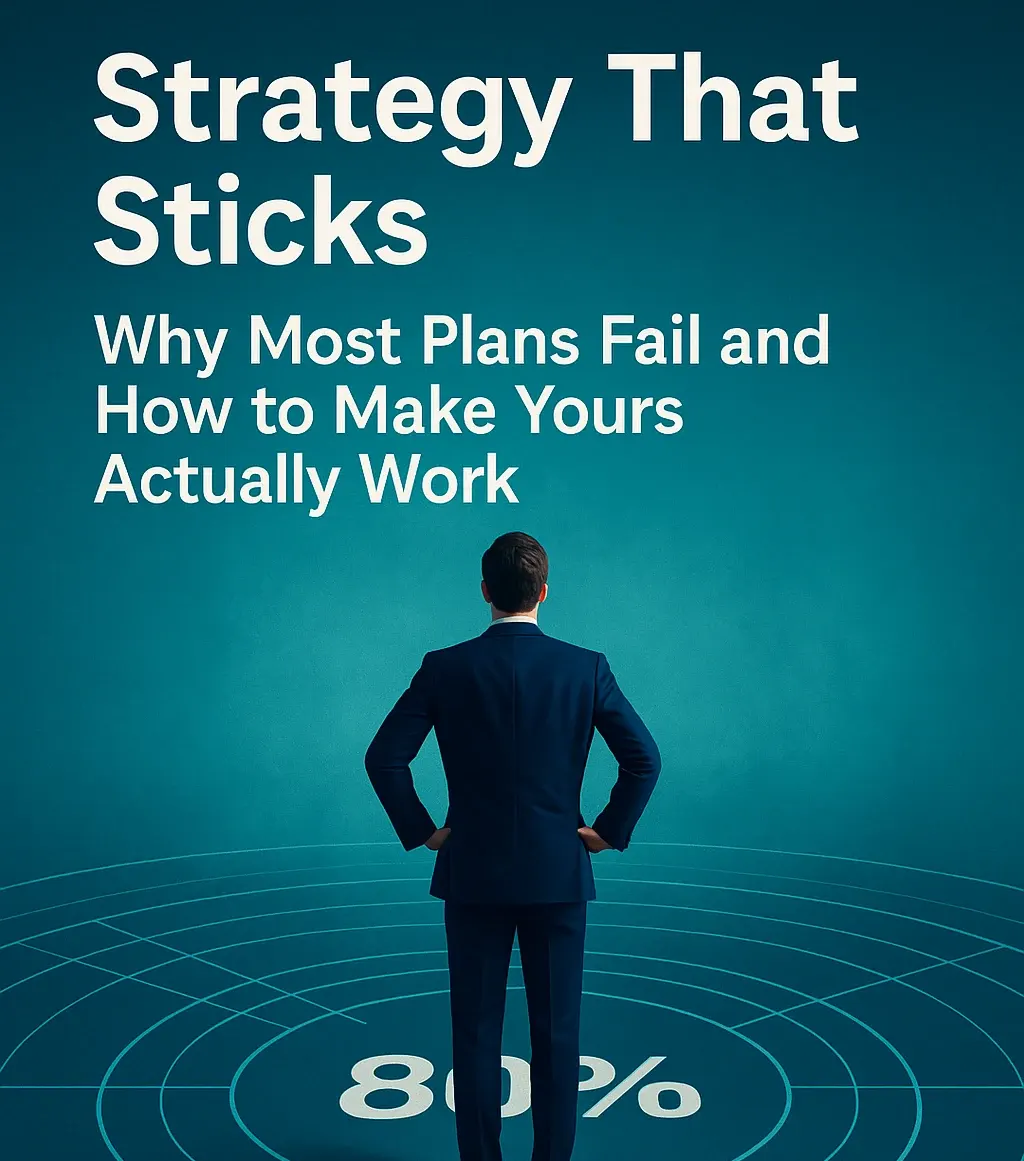 Strategy That
Sticks
Why Most Plans Fail and
How to Make Yours
Actually Work
80%